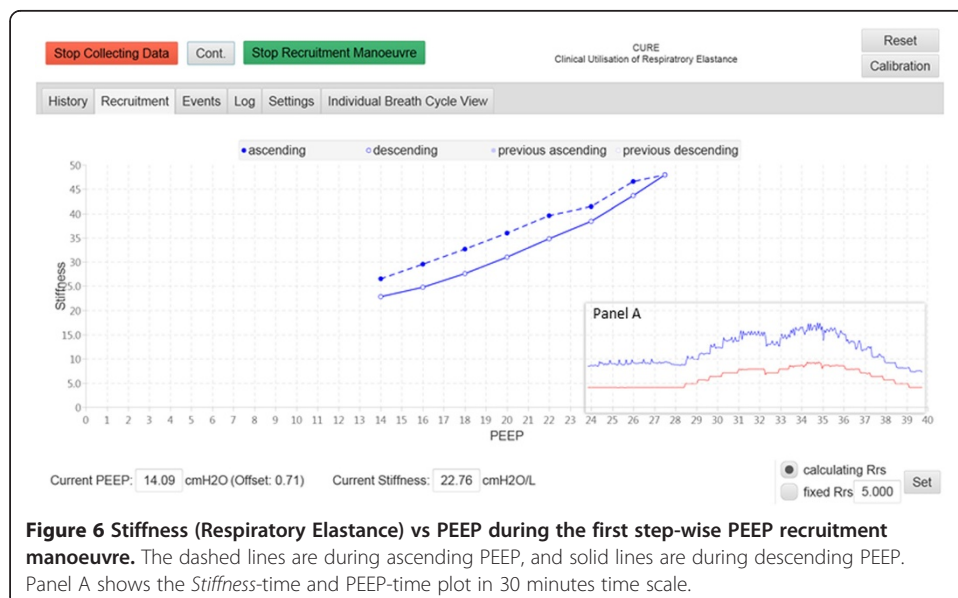 Stop Collecting Data
Cont.
Stop Recruitment Manoeuvre
CURE
Clinical Utilisation of Respiratrory Elastance
Reset
Calibration
History Recruitment Events Log Settings Individual Breath Cycle View
ascending descending previous ascending previous descending
50
45
40
35
30
25
20
15.0
10
5.0
0
Stiffness
Panel A
0 1 2 3 4 5 6 7 8 9 10 11 12 13 14 15 16 17 18 19 20 21 22 23 24 25 26 27 28 29 30 31 32 33 34 35 36 37 38 39 40
PEEP
Current PEEP: 14.09 cmH2O (Offset: 0.71) Current Stiffness: 22.76 cmH2O/L
calculating Rrs
fixed Rrs 5.000
Set
Figure 6 Stiffness (Respiratory Elastance) vs PEEP during the first step-wise PEEP recruitment
manoeuvre. The dashed lines are during ascending PEEP, and solid lines are during descending PEEP.
Panel A shows the Stiffness-time and PEEP-time plot in 30 minutes time scale.